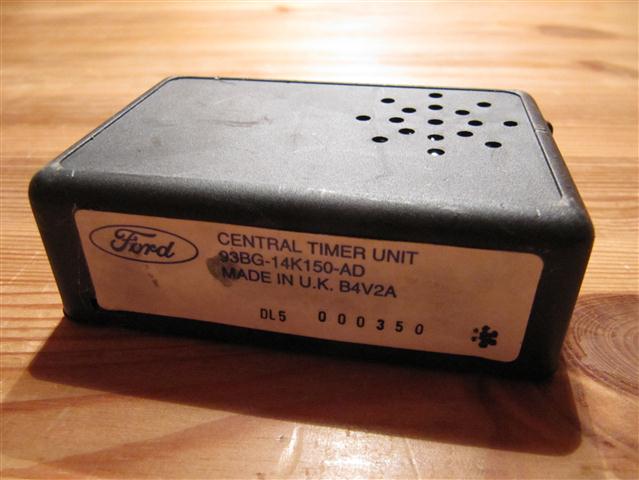 Ford
CENTRAL TIMER UNIT
93BG-14K150-AD
MADE IN U.K. B4V2A
DL5 000350